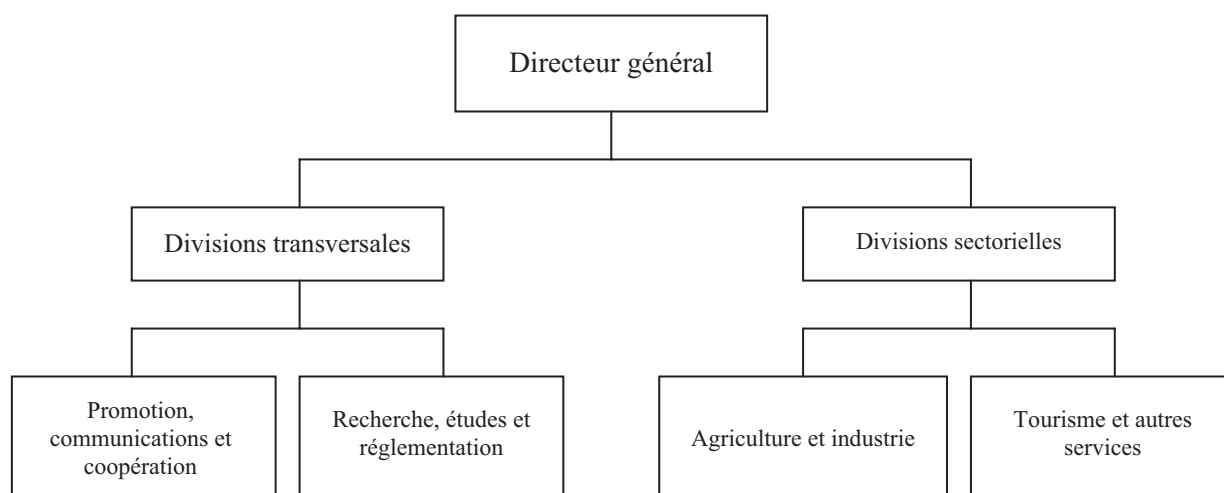 Directeur général
Divisions transversales
Divisions sectorielles
Promotion,
communications et
coopération
Recherche, études et
réglementation
Agriculture et industrie
Tourisme et autres
services